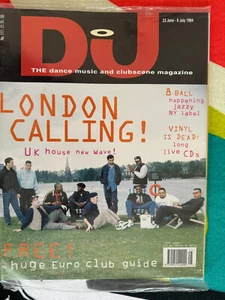 DJ
23 June - 6 July 1994
THE dance music and clubscene magazine
LONDON
CALLING!
UK house new wave!
8 BALL
happening
jazzy
NY label
VINYL
IS DEAD!
long
live CDs
FREE!
huge Euro club guide